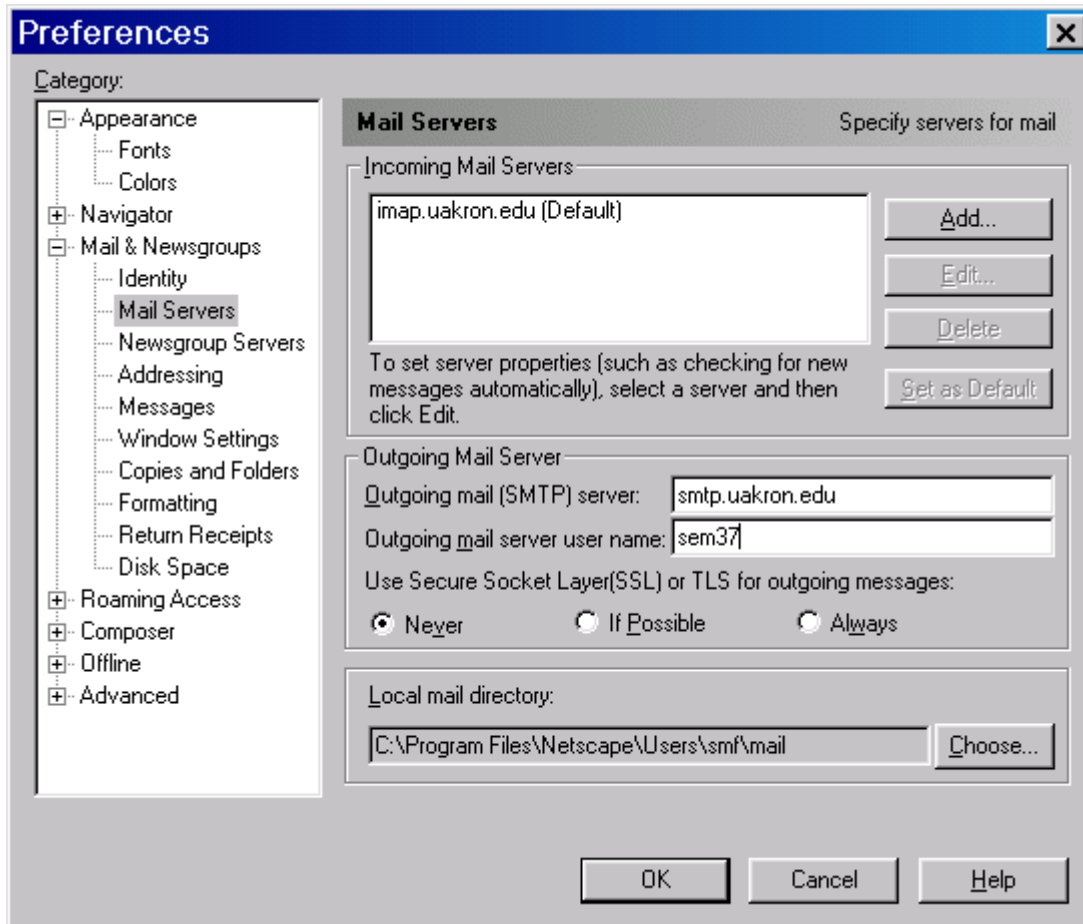 Preferences
Category:
Appearance
Fonts
Colors
Navigator
Mail & Newsgroups
Identity
Mail Servers
Newsgroup Servers
Addressing
Messages
Window Settings
Copies and Folders
Formatting
Return Receipts
Disk Space
Roaming Access
Composer
Offline
Advanced
Mail Servers Specify servers for mail
Incoming Mail Servers
imap.uakron.edu (Default)
Add...
Edit...
Delete
Set as Default
To set server properties (such as checking for new
messages automatically), select a server and then
click Edit.
Outgoing Mail Server
Outgoing mail (SMTP) server: smtp.uakron.edu
Outgoing mail server user name: sem37
Use Secure Socket Layer(SSL) or TLS for outgoing messages:
Never If Possible Always
Local mail directory:
C:\Program Files\Netscape\Users\smf\mail Choose...
OK Cancel Help